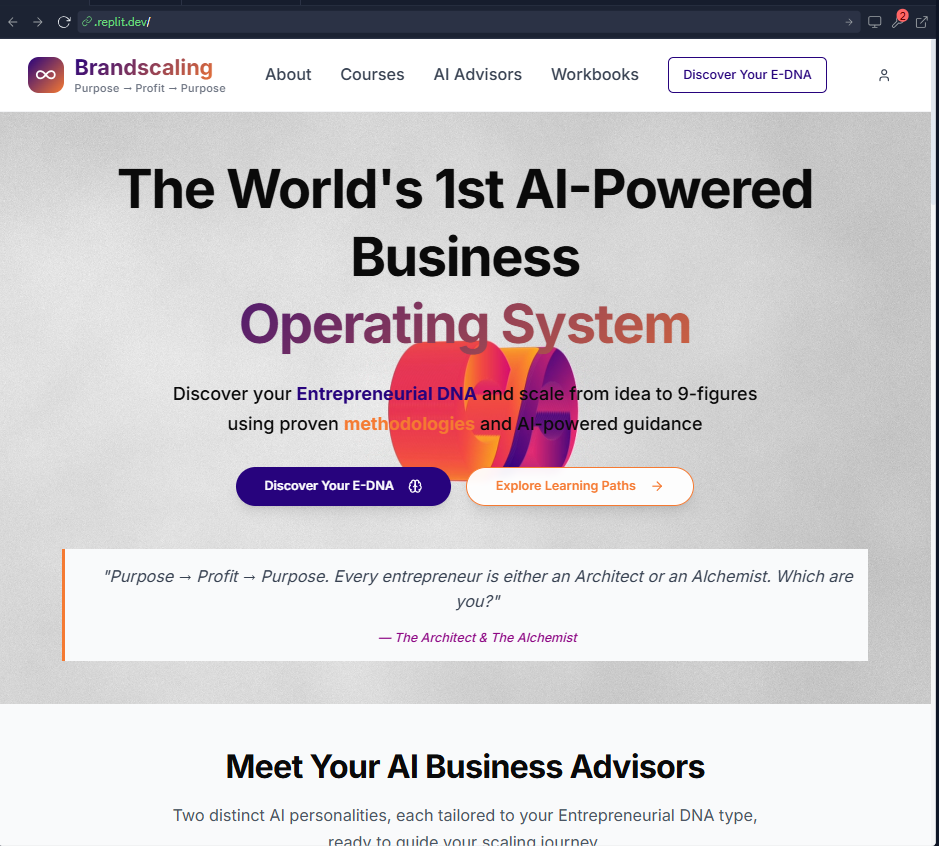 .replit.dev/
2
Brandscaling
Purpose → Profit → Purpose
About Courses AI Advisors Workbooks Discover Your E-DNA
The World's 1st AI-Powered
Business
Operating System
Discover your Entrepreneurial DNA and scale from idea to 9-figures
using proven methodologies and AI-powered guidance
Discover Your E-DNA Explore Learning Paths →
"Purpose → Profit → Purpose. Every entrepreneur is either an Architect or an Alchemist. Which are
you?"
— The Architect & The Alchemist
Meet Your AI Business Advisors
Two distinct AI personalities, each tailored to your Entrepreneurial DNA type,
ready to guide your scaling journey